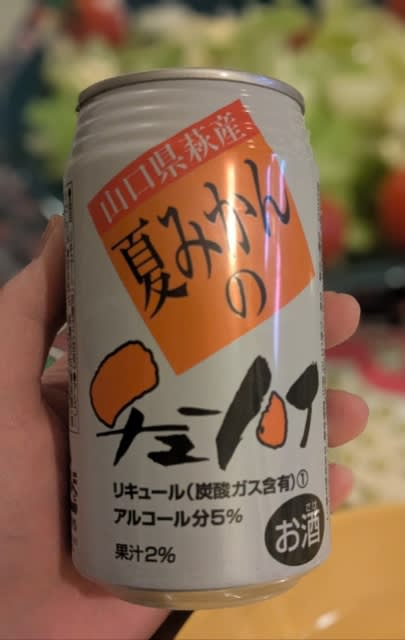 山口県萩産
夏みかん
の
チューハイ
リキュール(炭酸ガス含有)①
アルコール分5%
果汁2%
お酒